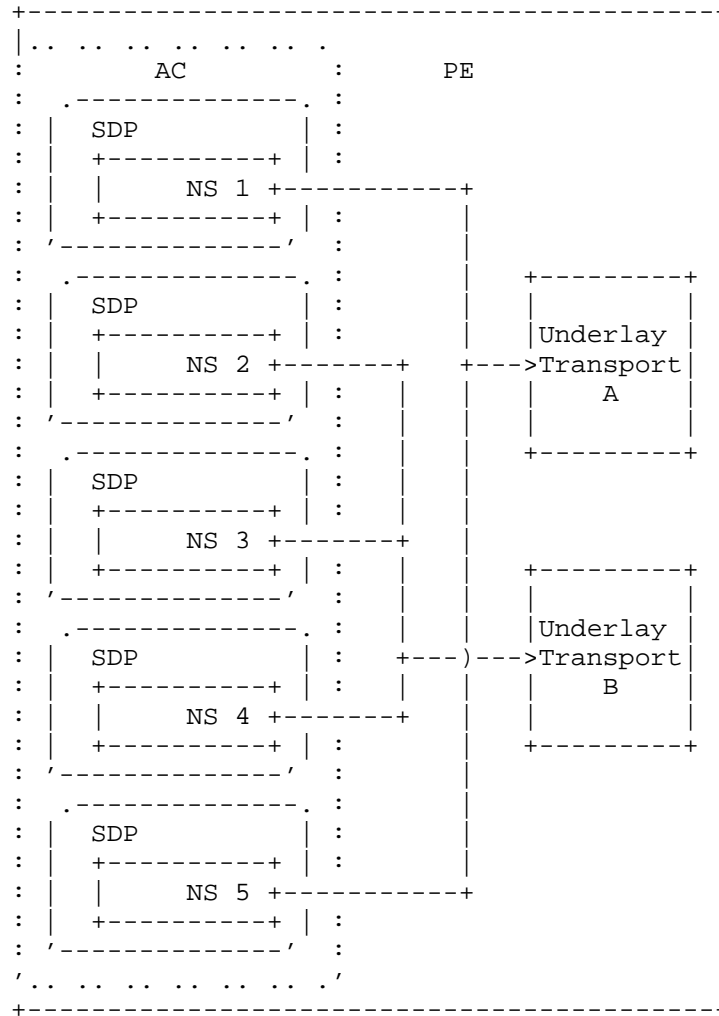 AC PE
SDP
NS 1
SDP
Underlay
NS 2 Transport
A
SDP
NS 3
Underlay
SDP Transport
B
NS 4
SDP
NS 5